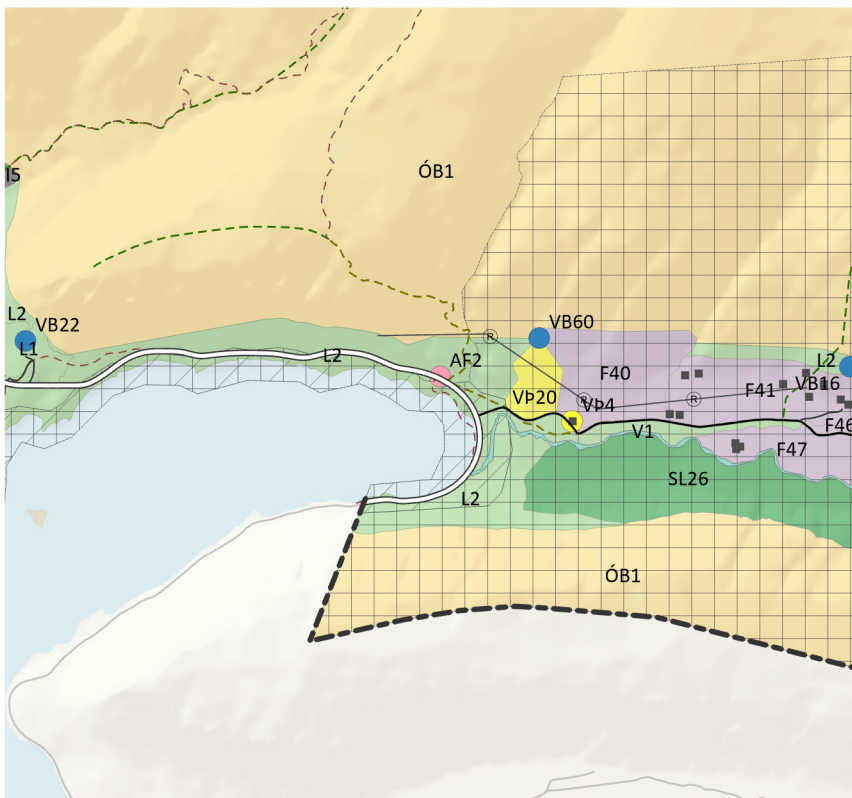 ÓB1
I5
L2
VB22
L1
L2
VB60
AF2
R
L2
F40
VÞ20
F41
VB16
R
R
VÞ4
F46
V1
F47
SL26
L2
ÓB1